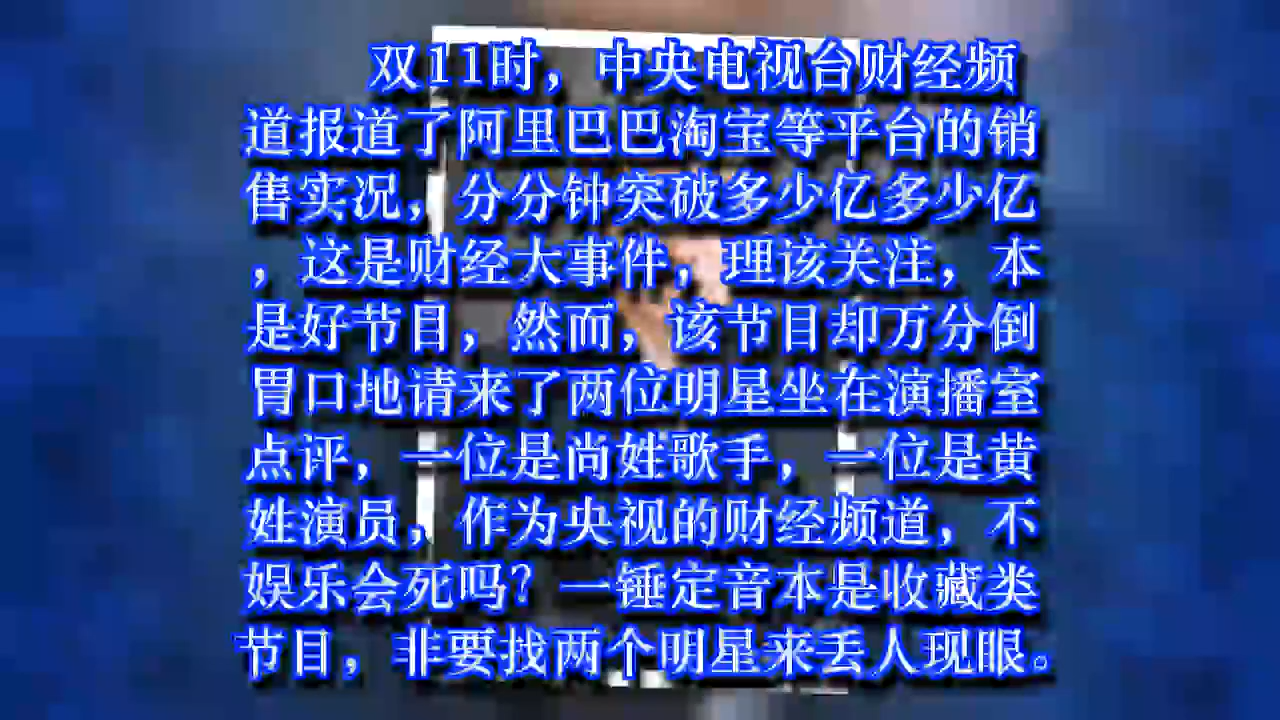 双11时，中央电视台财经频
道报道了阿里巴巴淘宝等平台的销
售实况，分分钟突破多少亿多少亿
，这是财经大事件，理该关注，本
是好节目，然而，该节目却万分倒
胃口地请来了两位明星坐在演播室
点评，一位是尚姓歌手，一位是黄
姓演员，作为央视的财经频道，不
娱乐会死吗？一锤定音本是收藏类
节目，非要找两个明星来丢人现眼。